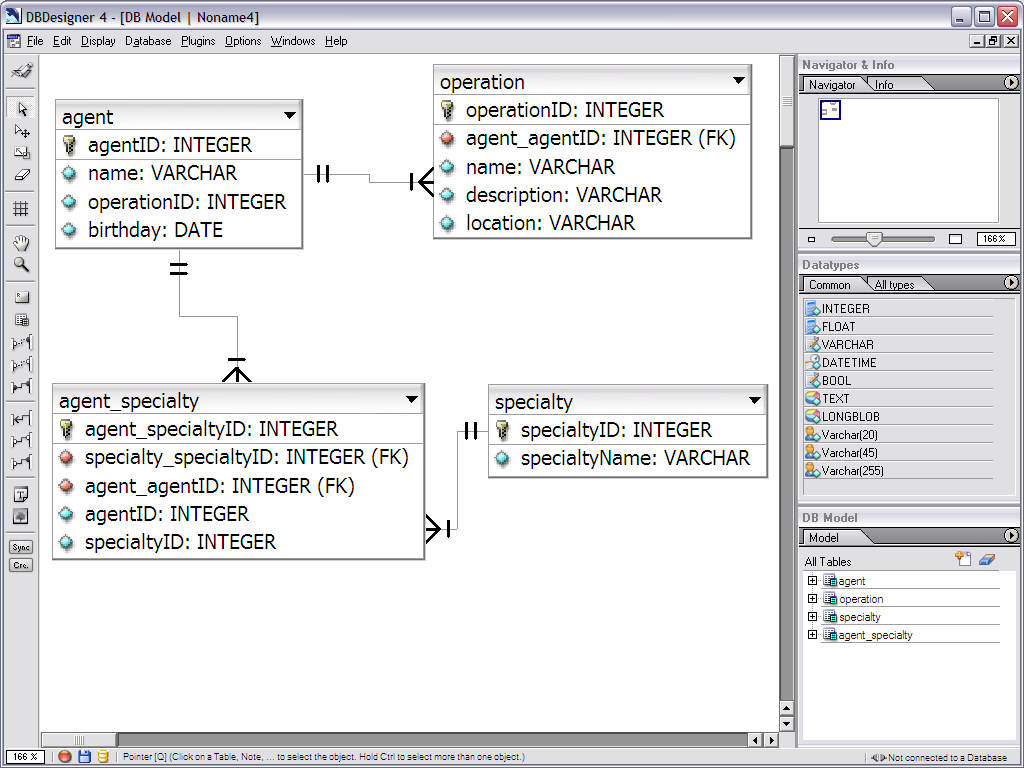 DBDesigner 4 - [DB Model | Noname4]
File Edit Display Database Plugins Options Windows Help
agent
agentID: INTEGER
name: VARCHAR
operationID: INTEGER
birthday: DATE
operation
operationID: INTEGER
agent_agentID: INTEGER (FK)
name: VARCHAR
description: VARCHAR
location: VARCHAR
agent_specialty
agent_specialtyID: INTEGER
specialty_specialtyID: INTEGER (FK)
agent_agentID: INTEGER (FK)
agentID: INTEGER
specialtyID: INTEGER
specialty
specialtyID: INTEGER
specialtyName: VARCHAR
Sync
Navigator & Info
Navigator Info
166 %
Datatypes
Common All types
INTEGER
FLOAT
VARCHAR
DATETIME
BOOL
TEXT
LONGBLOB
Varchar(20)
Varchar(45)
Varchar(255)
DB Model
Model
All Tables
agent
operation
specialty
agent_specialty
166 % Pointer [Q] (Click on a Table, Note, ... to select the object. Hold Ctrl to select more than one object.) Not connected to a Database